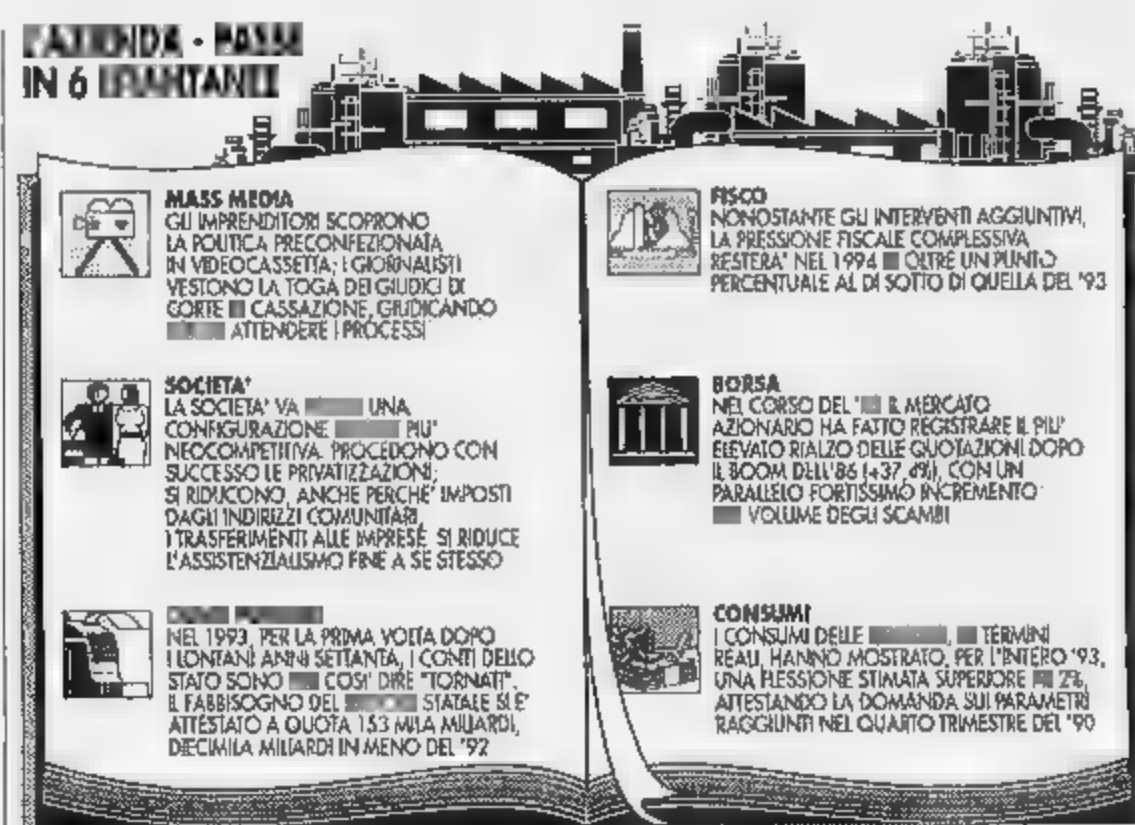 L'AZIENDA - PAESE
IN 6 ISTANTANEE
MASS MEDIA
GLI IMPRENDITORI SCOPRONO
LA POLITICA PRECONFEZIONATA
IN VIDEOCASSETTA; I GIORNALISTI
VESTONO LA TOGA DEI GIUDICI DI
CORTE CASSAZIONE, GIUDICANDO
ATTENDERE I PROCESSI
SOCIETA'
LA SOCIETA' VA UNA
CONFIGURAZIONE PIU'
NEOCOMPETITIVA. PROCEDONO CON
SUCCESSO LE PRIVATIZZAZIONI;
SI RIDUCONO, ANCHE PERCHE' IMPOSTI
DAGLI INDIRIZZI COMUNITARI,
I TRASFERIMENTI ALLE IMPRESE. SI RIDUCE
L'ASSISTENZIALISMO FINE A SE STESSO
NEL 1993, PER LA PRIMA VOLTA DOPO
I LONTANI ANNI SETTANTA, I CONTI DELLO
STATO SONO COSI' DIRE "TORNATI".
IL FABBISOGNO DEL STATALE SI E'
ATTESTATO A QUOTA 153 MILA MILIARDI,
DIECIMILA MILIARDI IN MENO DEL '92
FISCO
NONOSTANTE GLI INTERVENTI AGGIUNTIVI,
LA PRESSIONE FISCALE COMPLESSIVA
RESTERA' NEL 1994 OLTRE UN PUNTO
PERCENTUALE AL DI SOTTO DI QUELLA DEL '93
BORSA
NEL CORSO DEL IL MERCATO
AZIONARIO HA FATTO REGISTRARE IL PIU'
ELEVATO RIALZO DELLE QUOTAZIONI DOPO
IL BOOM DELL'86 (+37,4%), CON UN
PARALLELO FORTISSIMO INCREMENTO
VOLUME DEGLI SCAMBI
CONSUMI
I CONSUMI DELLE TERMINI
REALI, HANNO MOSTRATO, PER L'INTERO '93,
UNA FLESSIONE STIMATA SUPERIORE 2%,
ATTESTANDO LA DOMANDA SUI PARAMETRI
RAGGIUNTI NEL QUARTO TRIMESTRE DEL '90